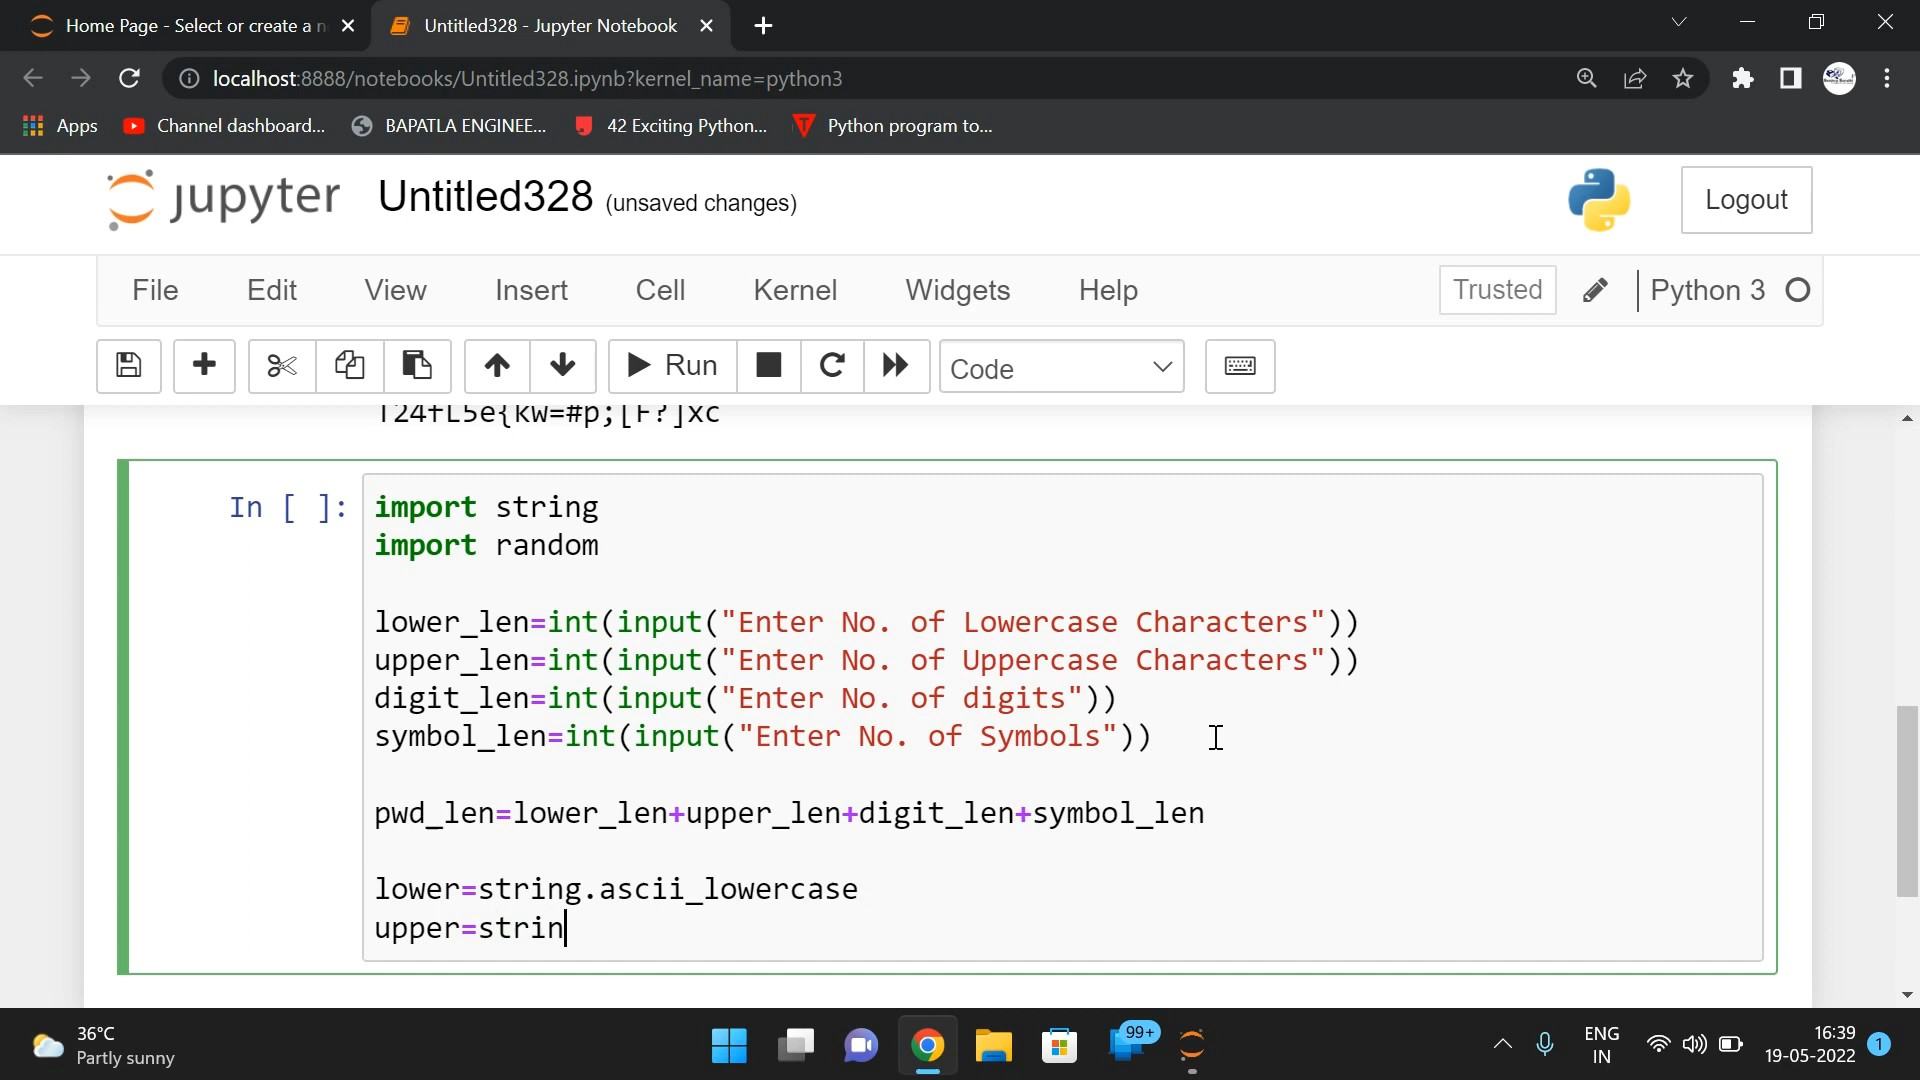 Home Page - Select or create a n
Untitled328 - Jupyter Notebook
localhost:8888/notebooks/Untitled328.ipynb?kernel_name=python3
Apps
Channel dashboard...
BAPATLA ENGINEE...
42 Exciting Python...
Python program to...
jupyter Untitled328 (unsaved changes)
Logout
File Edit View Insert Cell Kernel Widgets Help
Trusted
Python 3
Run
Code
T24fL5e{kw=#p;[F?]xc
In [ ]:
import string
import random
lower_len=int(input("Enter No. of Lowercase Characters"))
upper_len=int(input("Enter No. of Uppercase Characters"))
digit_len=int(input("Enter No. of digits"))
symbol_len=int(input("Enter No. of Symbols"))
pwd_len=lower_len+upper_len+digit_len+symbol_len
lower=string.ascii_lowercase
upper=strin
36°C
Partly sunny
99+
ENG
IN
16:39
19-05-2022
1